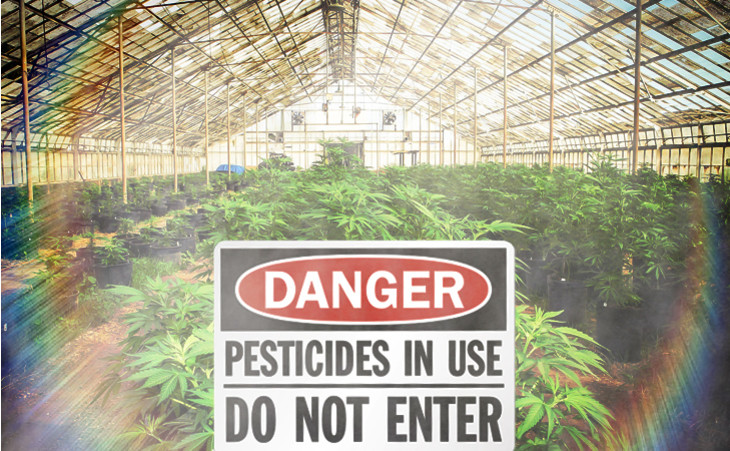 DANGER
PESTICIDES IN USE
DO NOT ENTER